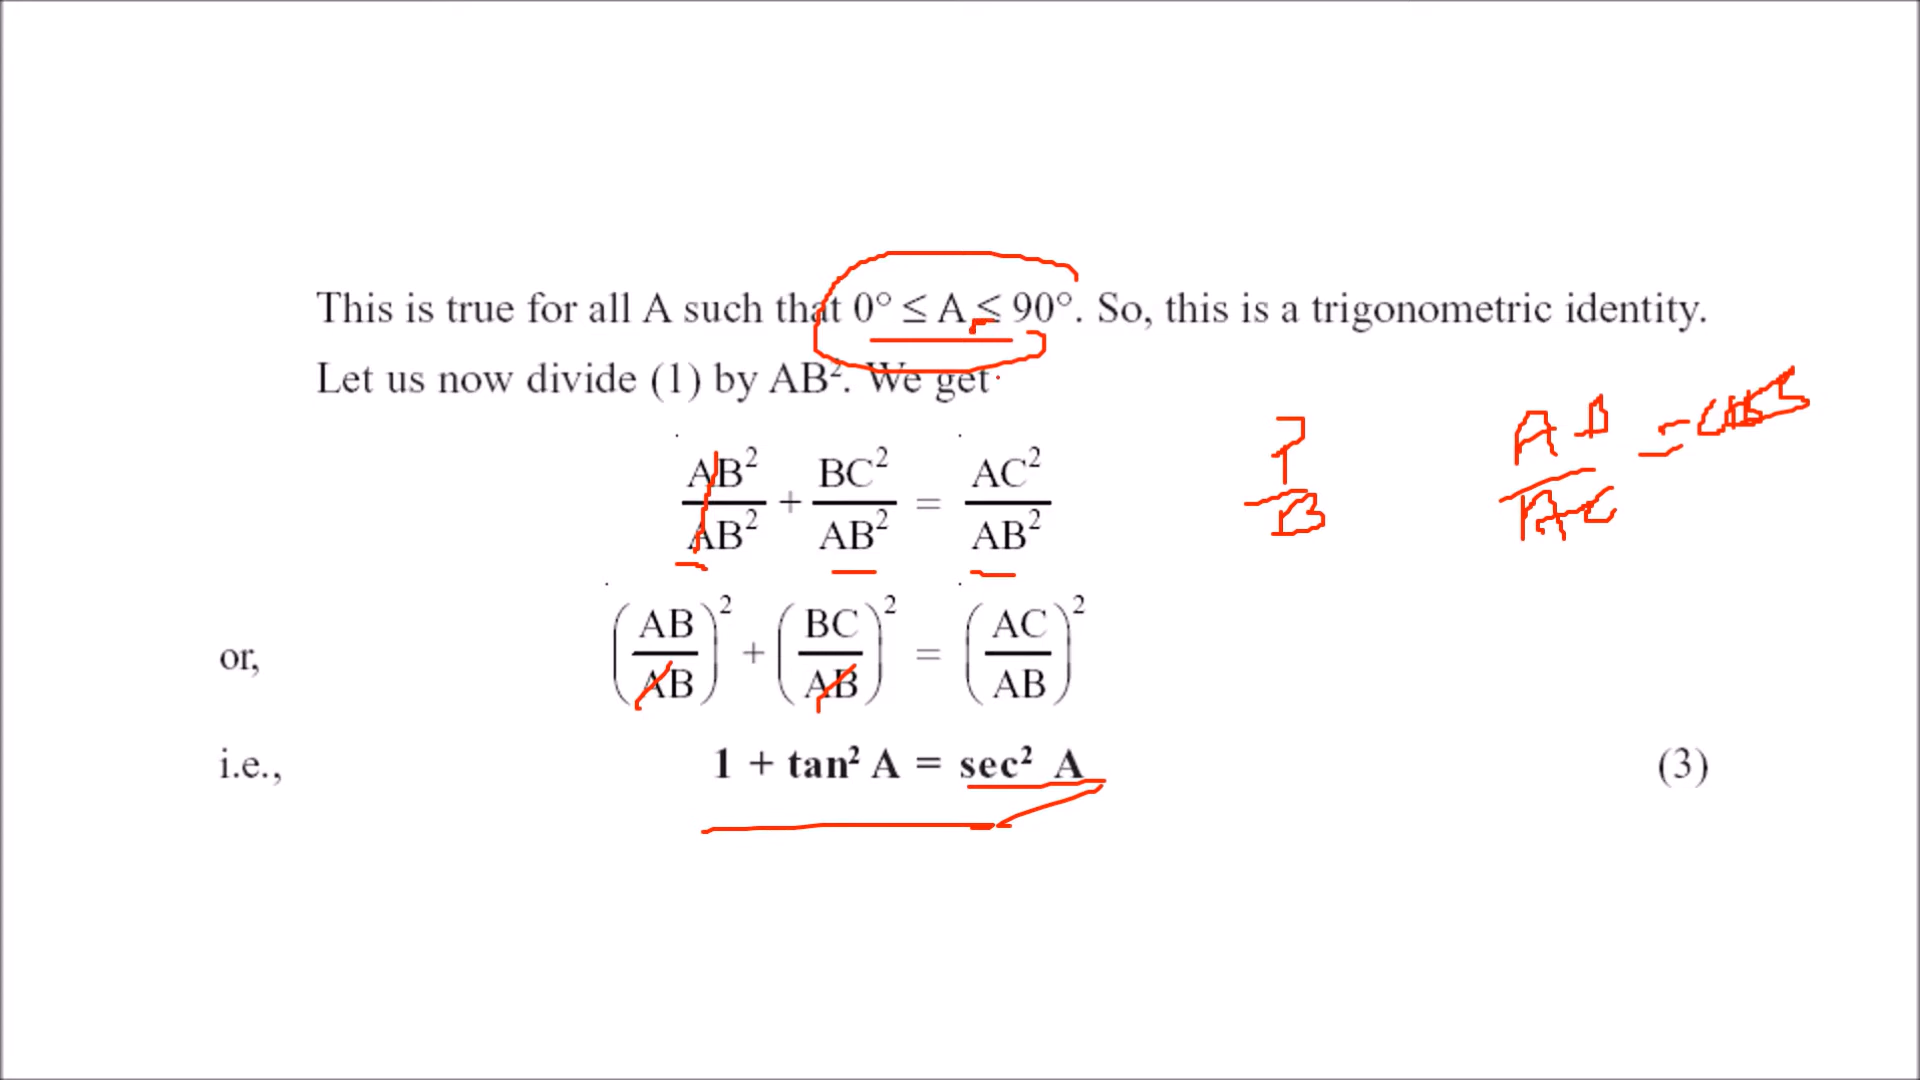 This is true for all A such that 0° ≤ A ≤ 90°. So, this is a trigonometric identity.
Let us now divide (1) by AB². We get
AB²/AB² + BC²/AB² = AC²/AB²
P/B
AB/AC =
or, (AB/AB)² + (BC/AB)² = (AC/AB)²
i.e., 1 + tan² A = sec² A (3)